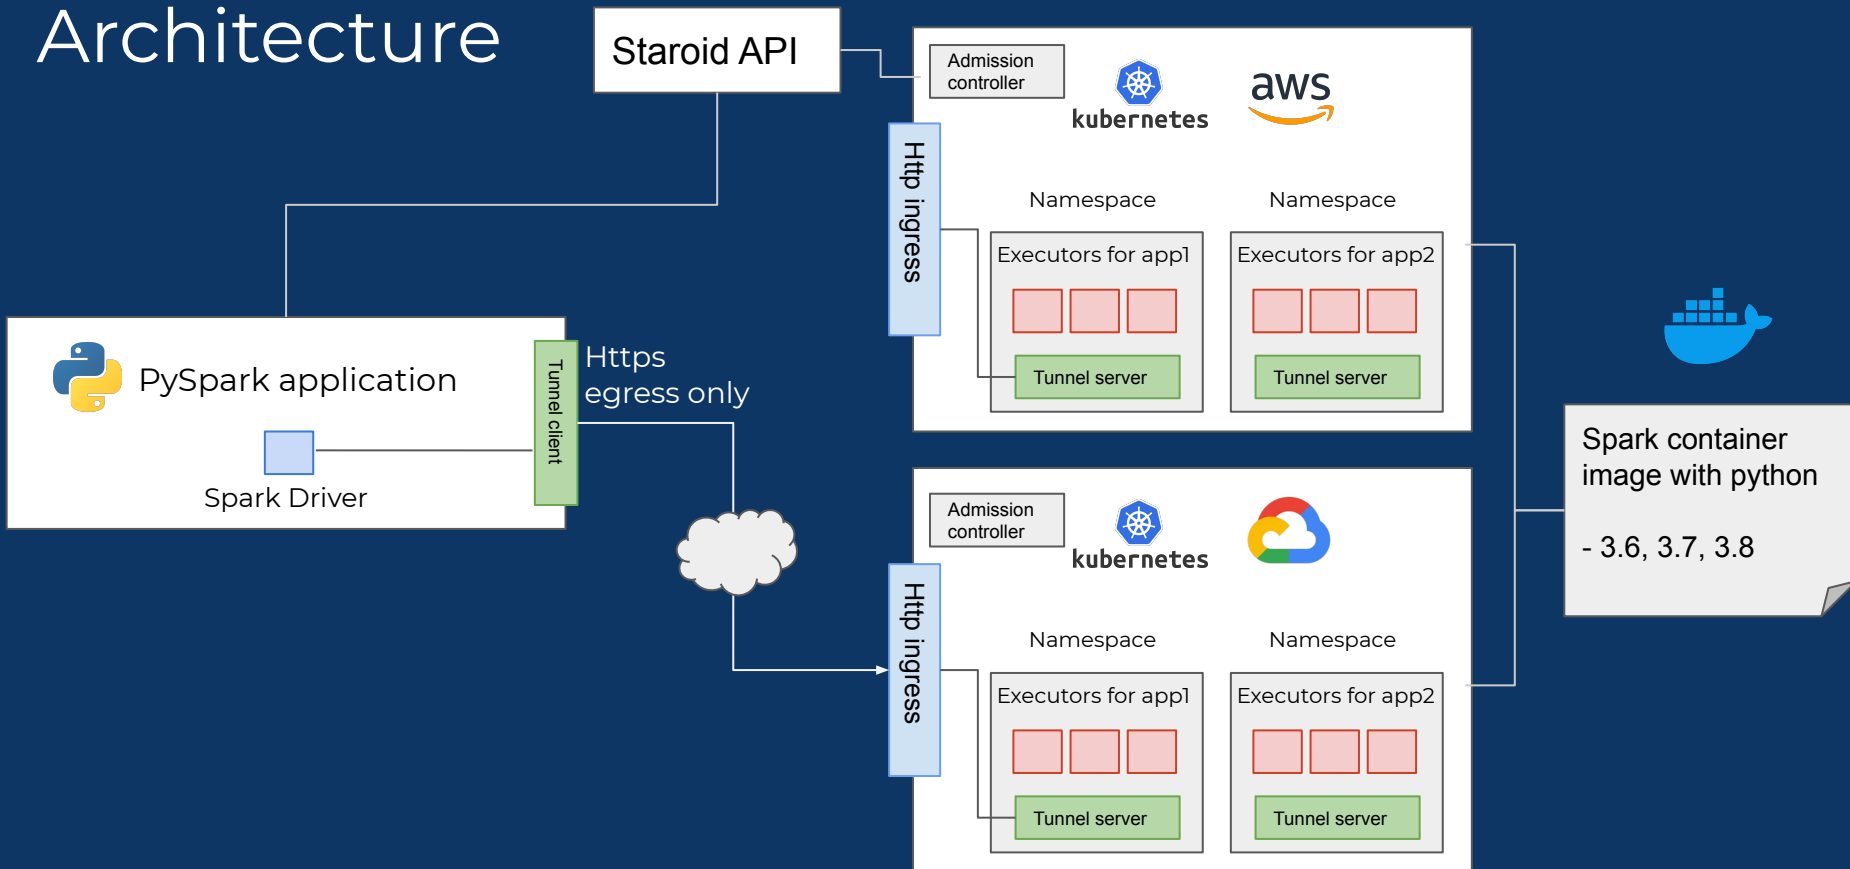 Architecture
Staroid API
Admission
controller
kubernetes
aws
Http ingress
Namespace
Namespace
Executors for app1
Executors for app2
Tunnel server
Tunnel server
PySpark application
Spark Driver
Tunnel client
Https
egress only
Admission
controller
kubernetes
Http ingress
Namespace
Namespace
Executors for app1
Executors for app2
Tunnel server
Tunnel server
Spark container
image with python
- 3.6, 3.7, 3.8